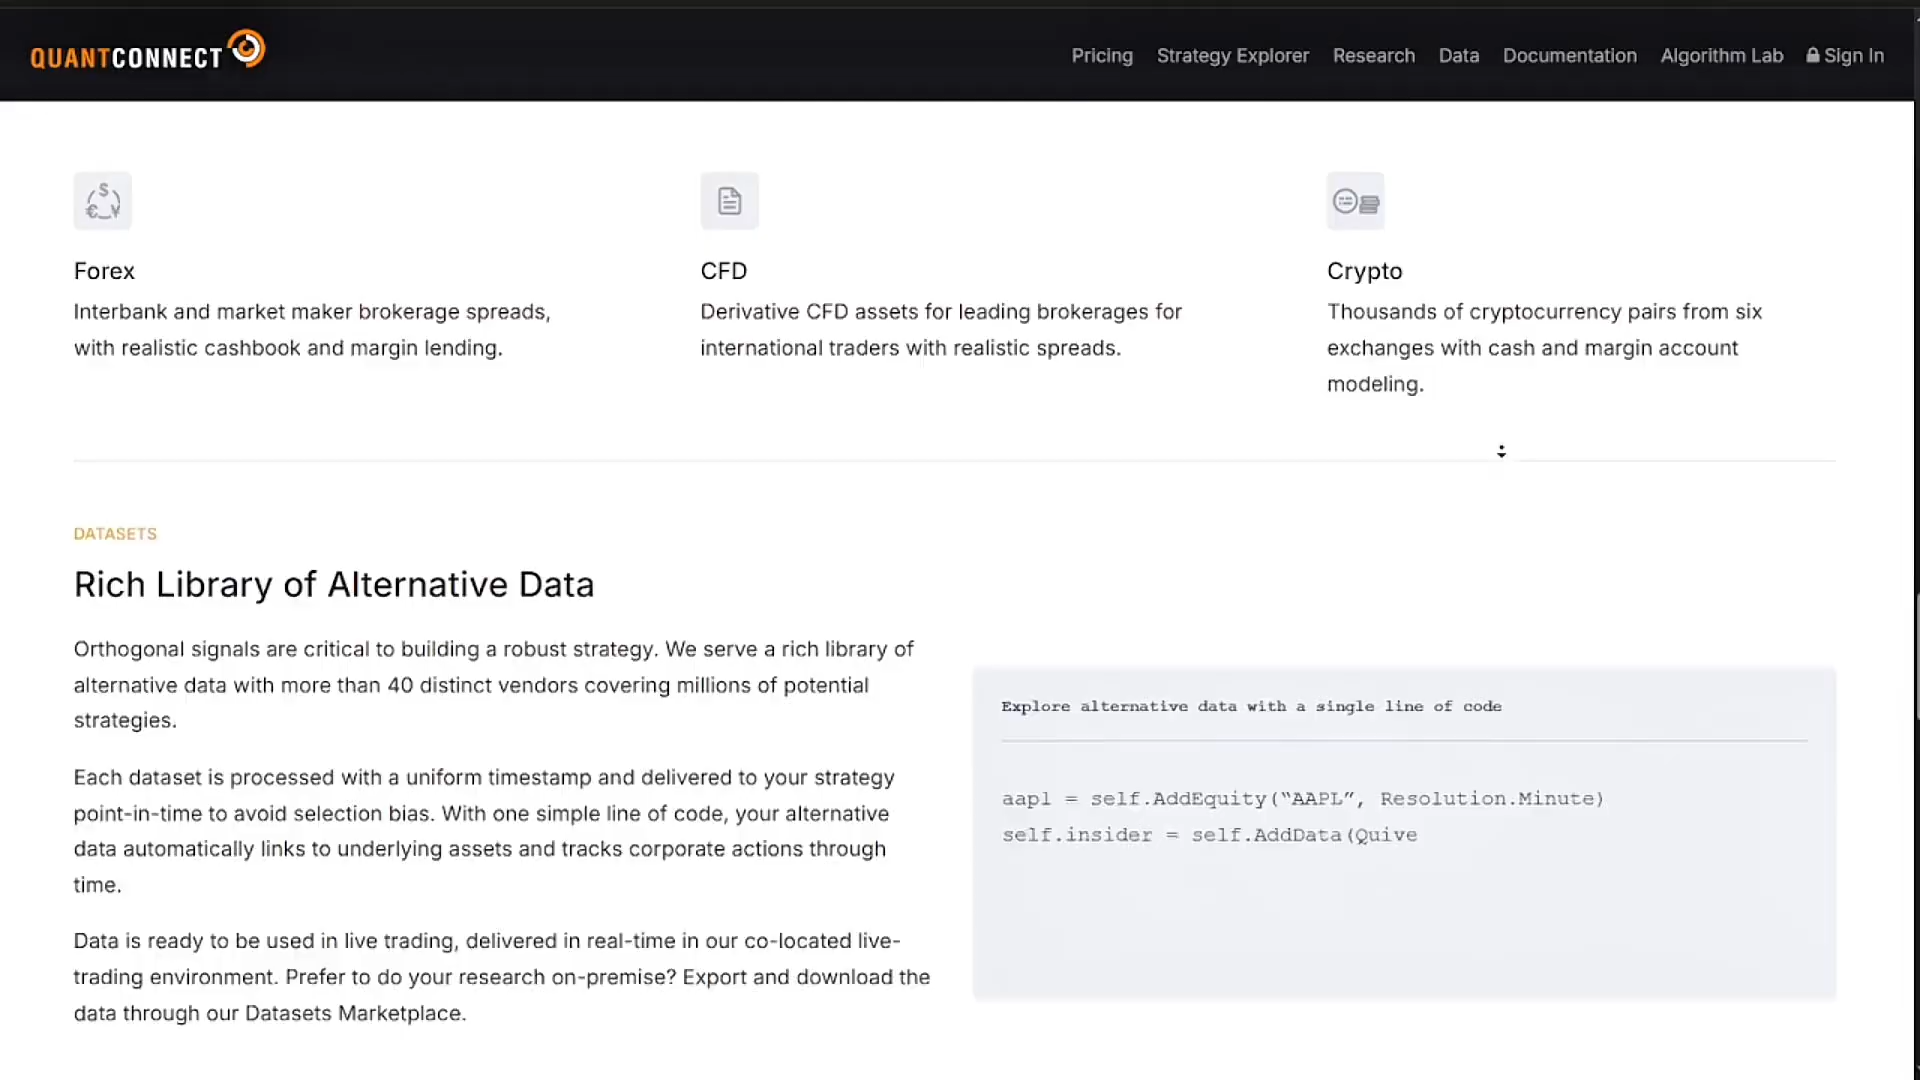 QUANTCONNECT
Pricing Strategy Explorer Research Data Documentation Algorithm Lab Sign In
Forex
Interbank and market maker brokerage spreads,
with realistic cashbook and margin lending.
CFD
Derivative CFD assets for leading brokerages for
international traders with realistic spreads.
Crypto
Thousands of cryptocurrency pairs from six
exchanges with cash and margin account
modeling.
DATASETS
Rich Library of Alternative Data
Orthogonal signals are critical to building a robust strategy. We serve a rich library of
alternative data with more than 40 distinct vendors covering millions of potential
strategies.
Each dataset is processed with a uniform timestamp and delivered to your strategy
point-in-time to avoid selection bias. With one simple line of code, your alternative
data automatically links to underlying assets and tracks corporate actions through
time.
Data is ready to be used in live trading, delivered in real-time in our co-located live-
trading environment. Prefer to do your research on-premise? Export and download the
data through our Datasets Marketplace.
Explore alternative data with a single line of code
aapl = self.AddEquity(“AAPL”, Resolution.Minute)
self.insider = self.AddData(Quive